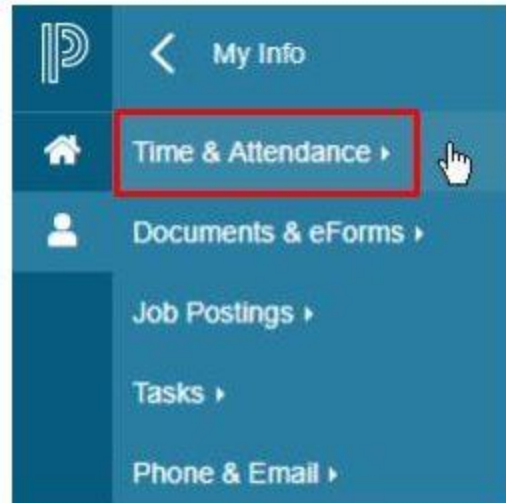 My Info
Time & Attendance
Documents & eForms
Job Postings
Tasks
Phone & Email